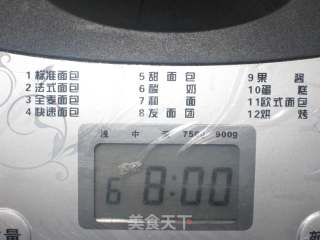 1 标准面包 5 甜面包 9 果酱
2 法式面包 6 酸奶 10 蛋糕
3 全麦面包 7 和面 11 欧式面包
4 快速面包 8 发面团 12 烘烤
浅 中 750g 900g
6 8:00
美食天下
量